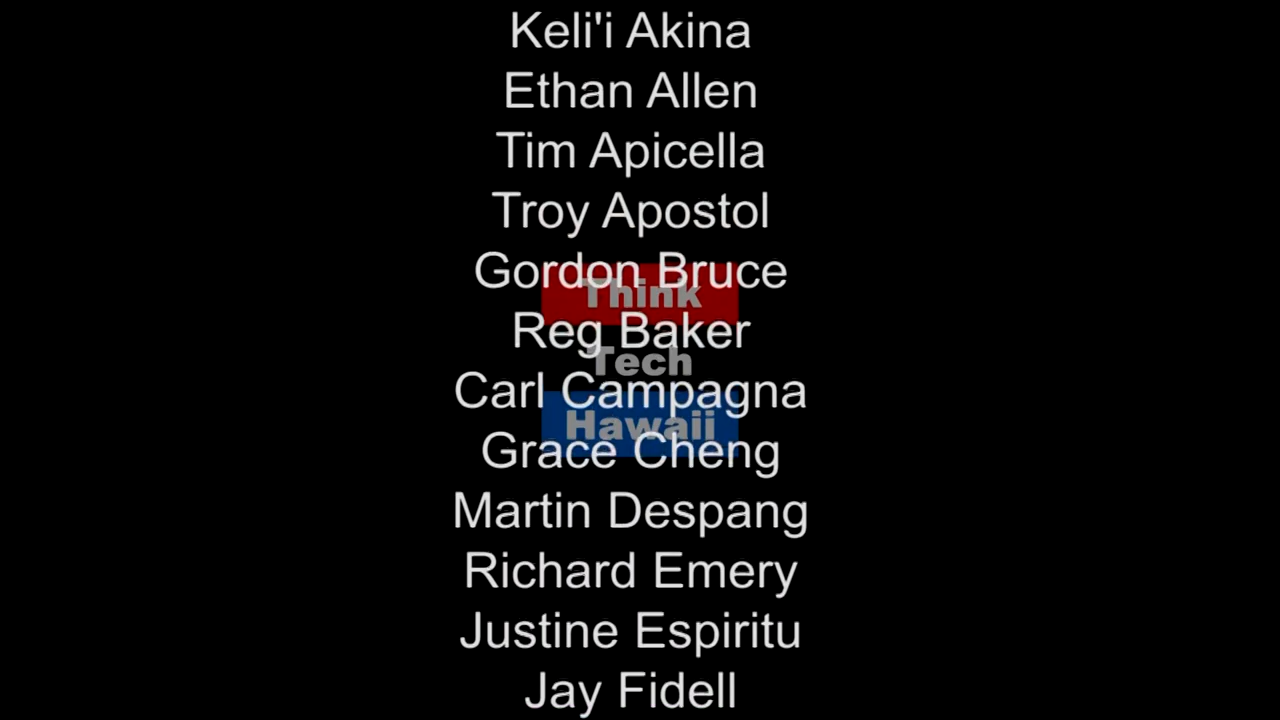 Keli'i Akina
Ethan Allen
Tim Apicella
Troy Apostol
Gordon Bruce
Think
Reg Baker
Tech
Carl Campagna
Hawaii
Grace Cheng
Martin Despang
Richard Emery
Justine Espiritu
Jay Fidell